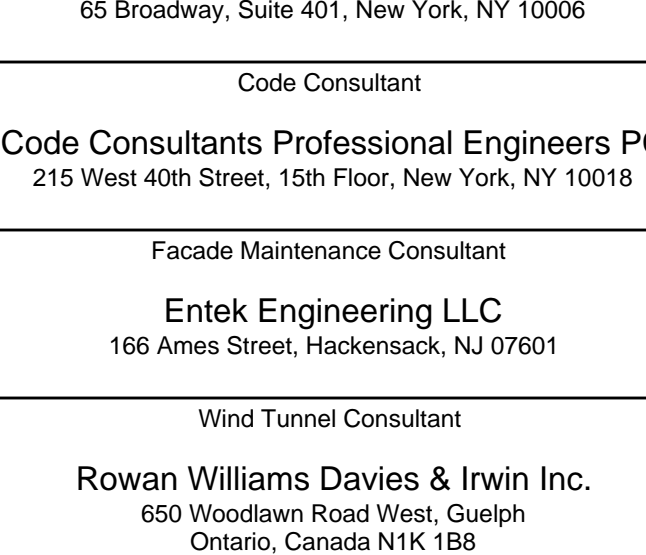 65 Broadway, Suite 401, New York, NY 10006
Code Consultant
Code Consultants Professional Engineers
215 West 40th Street, 15th Floor, New York, NY 10018
Facade Maintenance Consultant
Entek Engineering LLC
166 Ames Street, Hackensack, NJ 07601
Wind Tunnel Consultant
Rowan Williams Davies & Irwin Inc.
650 Woodlawn Road West, Guelph
Ontario, Canada N1K 1B8